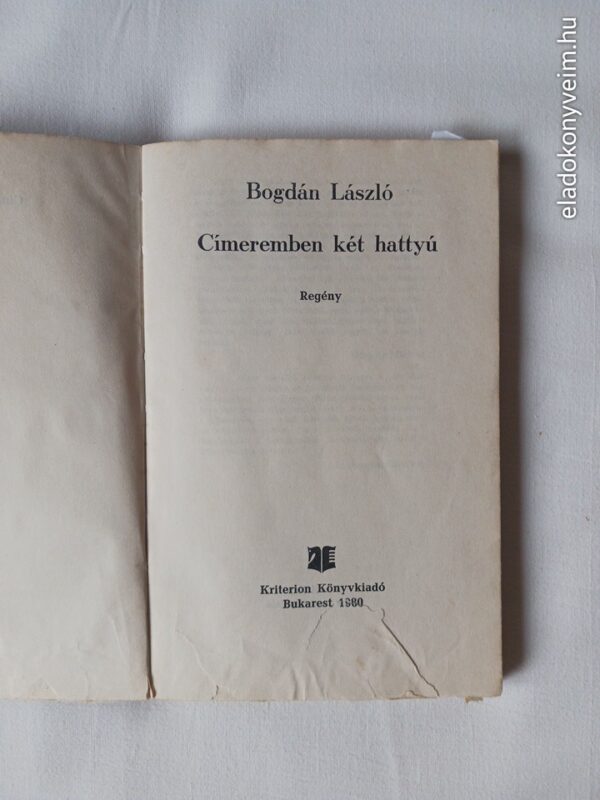 Bogdán László
Címeremben két hattyú
Regény
Kriterion Könyvkiadó
Bukarest 1980
eladokonyveim.hu